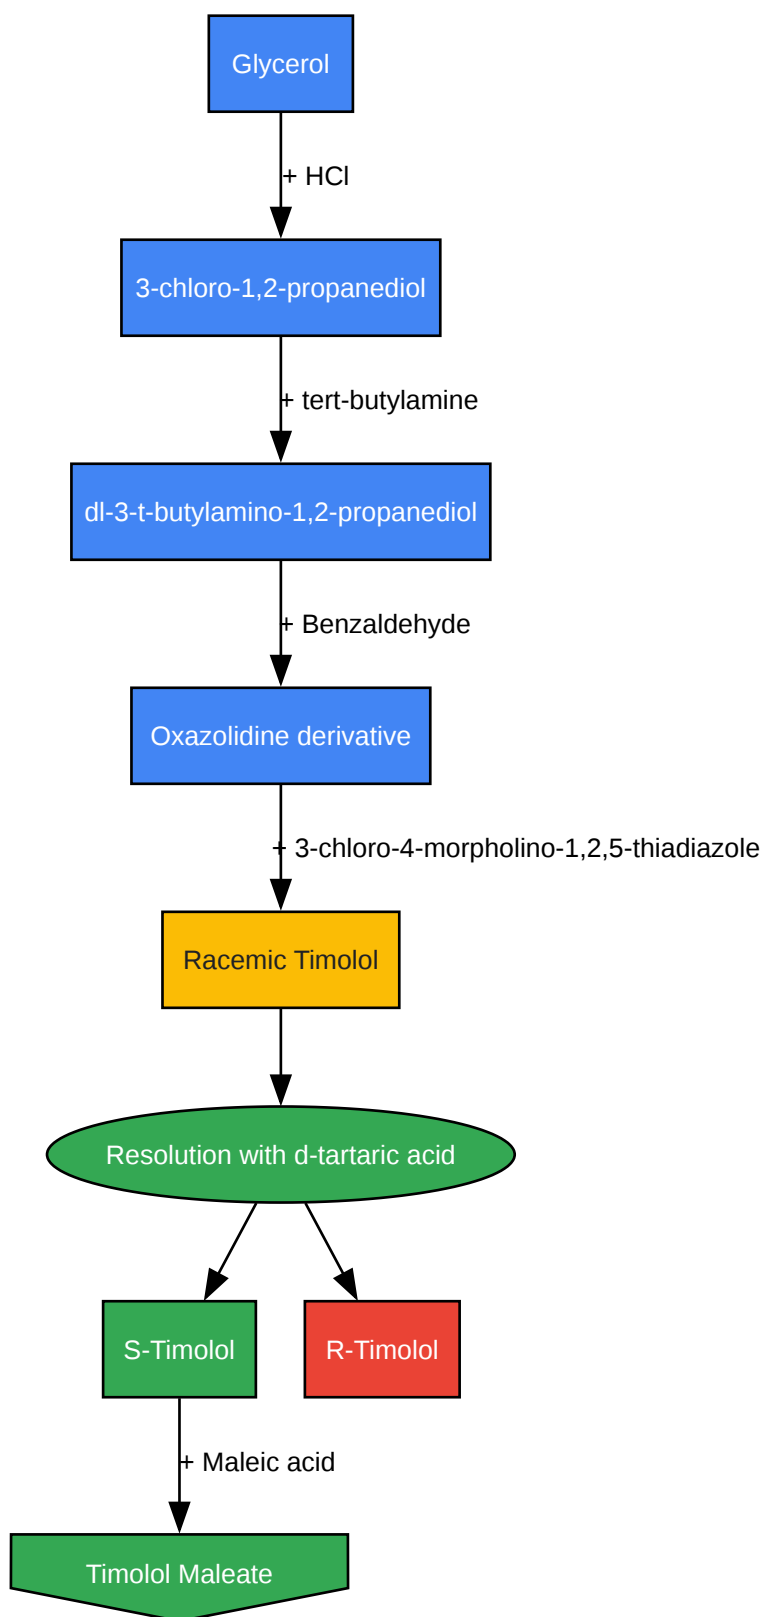 Glycerol
+ HCl
3-chloro-1,2-propanediol
+ tert-butylamine
dl-3-t-butylamino-1,2-propanediol
+ Benzaldehyde
Oxazolidine derivative
+ 3-chloro-4-morpholino-1,2,5-thiadiazole
Racemic Timolol
Resolution with d-tartaric acid
S-Timolol
R-Timolol
+ Maleic acid
Timolol Maleate